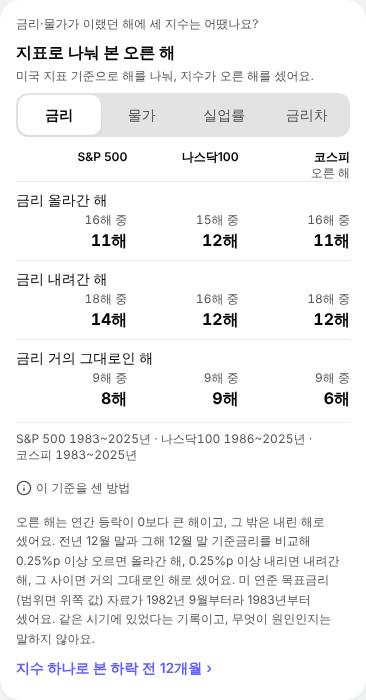 금리·물가가 이랬던 해에 세 지수는 어땠나요?
지표로 나눠 본 오른 해
미국 지표 기준으로 해를 나눠, 지수가 오른 해를 셌어요.
금리 물가 실업률 금리차
S&P 500 나스닥100 코스피
오른 해
금리 올라간 해
16해 중 15해 중 16해 중
11해 12해 11해
금리 내려간 해
18해 중 16해 중 18해 중
14해 12해 12해
금리 거의 그대로인 해
9해 중 9해 중 9해 중
8해 9해 6해
S&P 500 1983~2025년 · 나스닥100 1986~2025년 ·
코스피 1983~2025년
이 기준을 센 방법
오른 해는 연간 등락이 0보다 큰 해이고, 그 밖은 내린 해로
셌어요. 전년 12월 말과 그해 12월 말 기준금리를 비교해
0.25%p 이상 오르면 올라간 해, 0.25%p 이상 내리면 내려간
해, 그 사이면 거의 그대로인 해로 셌어요. 미 연준 목표금리
(범위면 위쪽 값) 자료가 1982년 9월부터라 1983년부터
셌어요. 같은 시기에 있었다는 기록이고, 무엇이 원인인지는
말하지 않아요.
지수 하나로 본 하락 전 12개월 ›